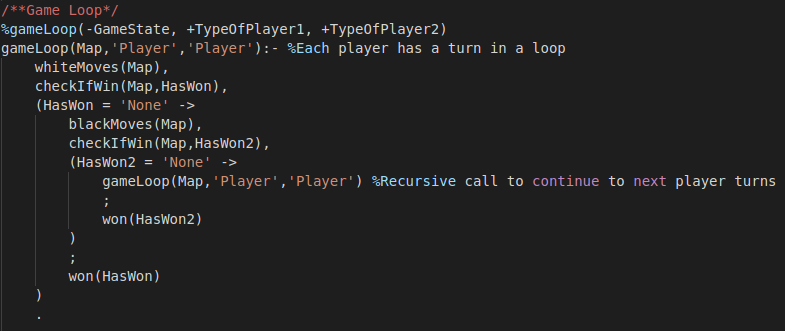 /**Game Loop*/
%gameLoop(-GameState, +TypeOfPlayer1, +TypeOfPlayer2)
gameLoop(Map,'Player','Player'):- %Each player has a turn in a loop
    whiteMoves(Map),
    checkIfWin(Map,HasWon),
    (HasWon = 'None' ->
        blackMoves(Map),
        checkIfWin(Map,HasWon2),
        (HasWon2 = 'None' ->
            gameLoop(Map,'Player','Player') %Recursive call to continue to next player turns
            ;
            won(HasWon2)
        )
        ;
        won(HasWon)
    )
    .